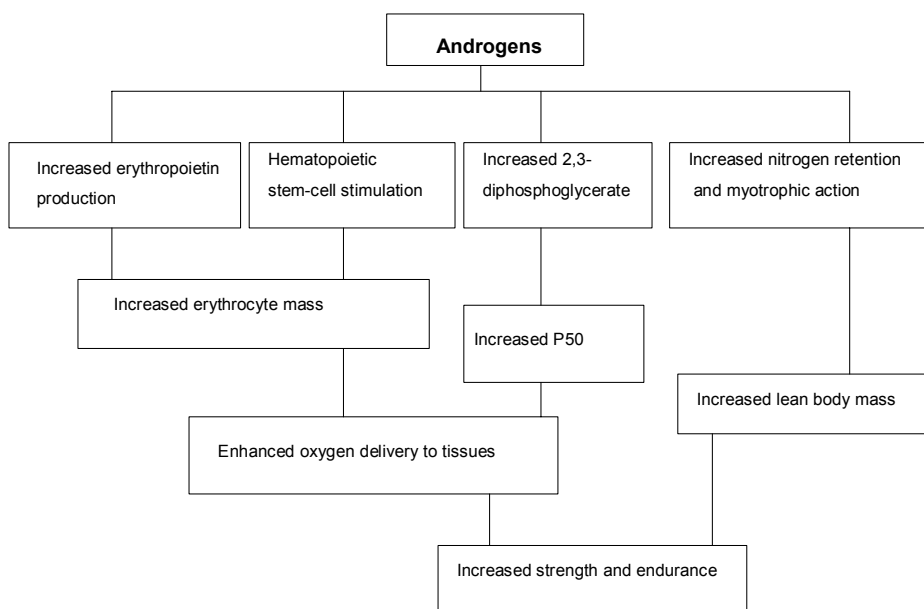 Androgens
Increased erythropoietin
production
Hematopoietic
stem-cell stimulation
Increased 2,3-
diphosphoglycerate
Increased nitrogen retention
and myotrophic action
Increased erythrocyte mass
Increased P50
Increased lean body mass
Enhanced oxygen delivery to tissues
Increased strength and endurance